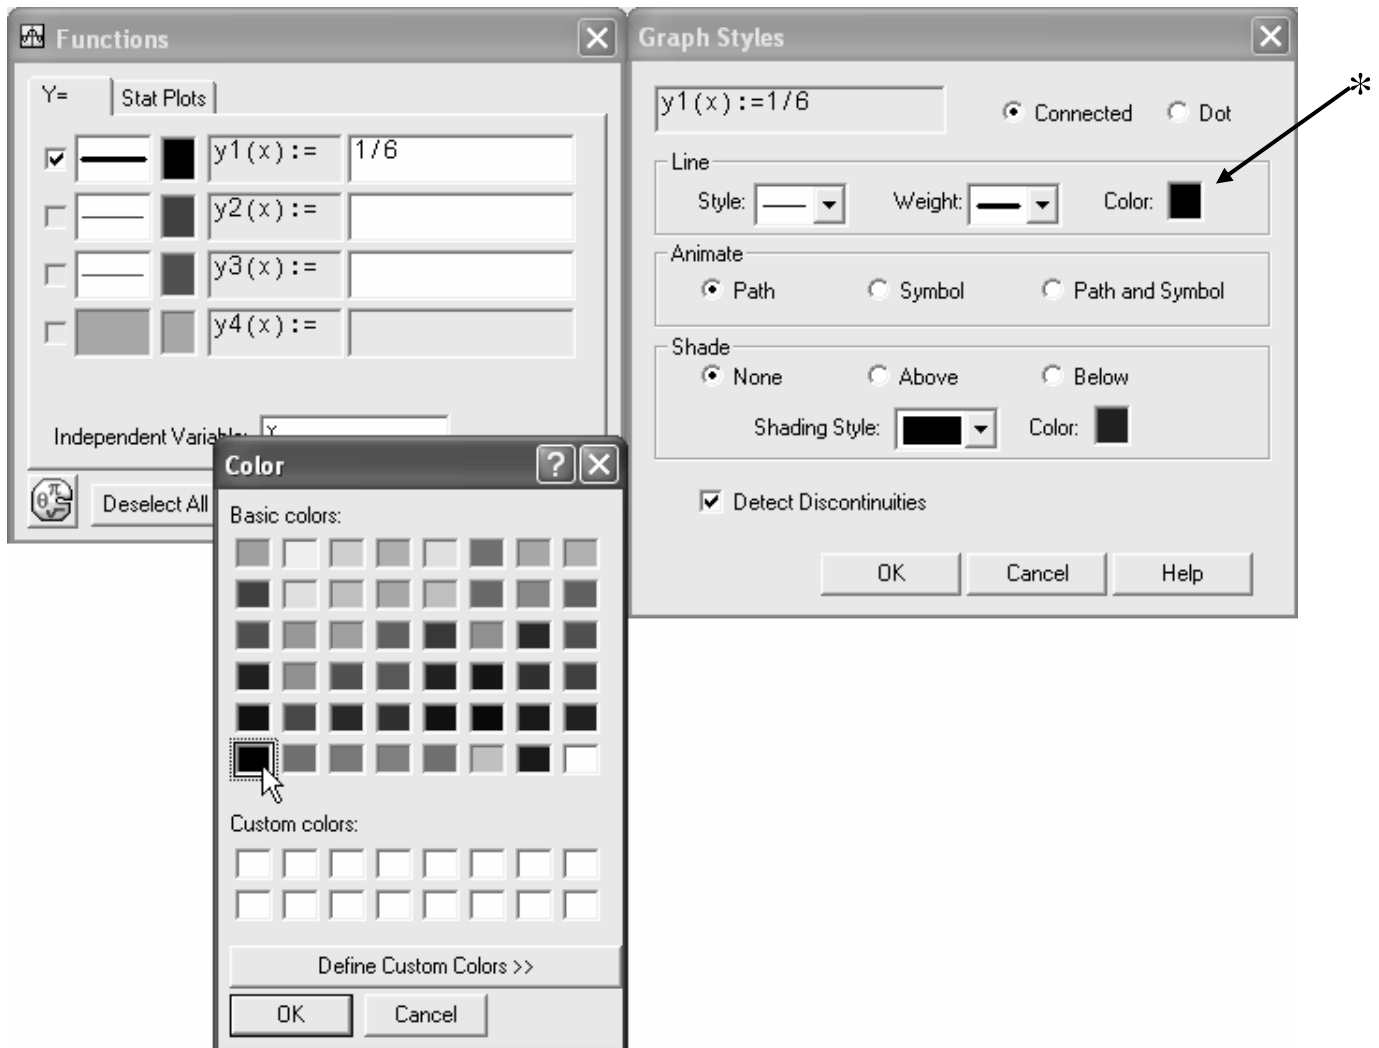 Functions
Y=
Stat Plots
y1(x):= 1/6
y2(x):=
y3(x):=
y4(x):=
Independent Variable:
Deselect All
Graph Styles
y1(x):=1/6
Connected Dot
*
Line
Style: Weight: Color:
Animate
Path Symbol Path and Symbol
Shade
None Above Below
Shading Style: Color:
Detect Discontinuities
OK Cancel Help
Color
?
Basic colors:
Custom colors:
Define Custom Colors >>
OK Cancel